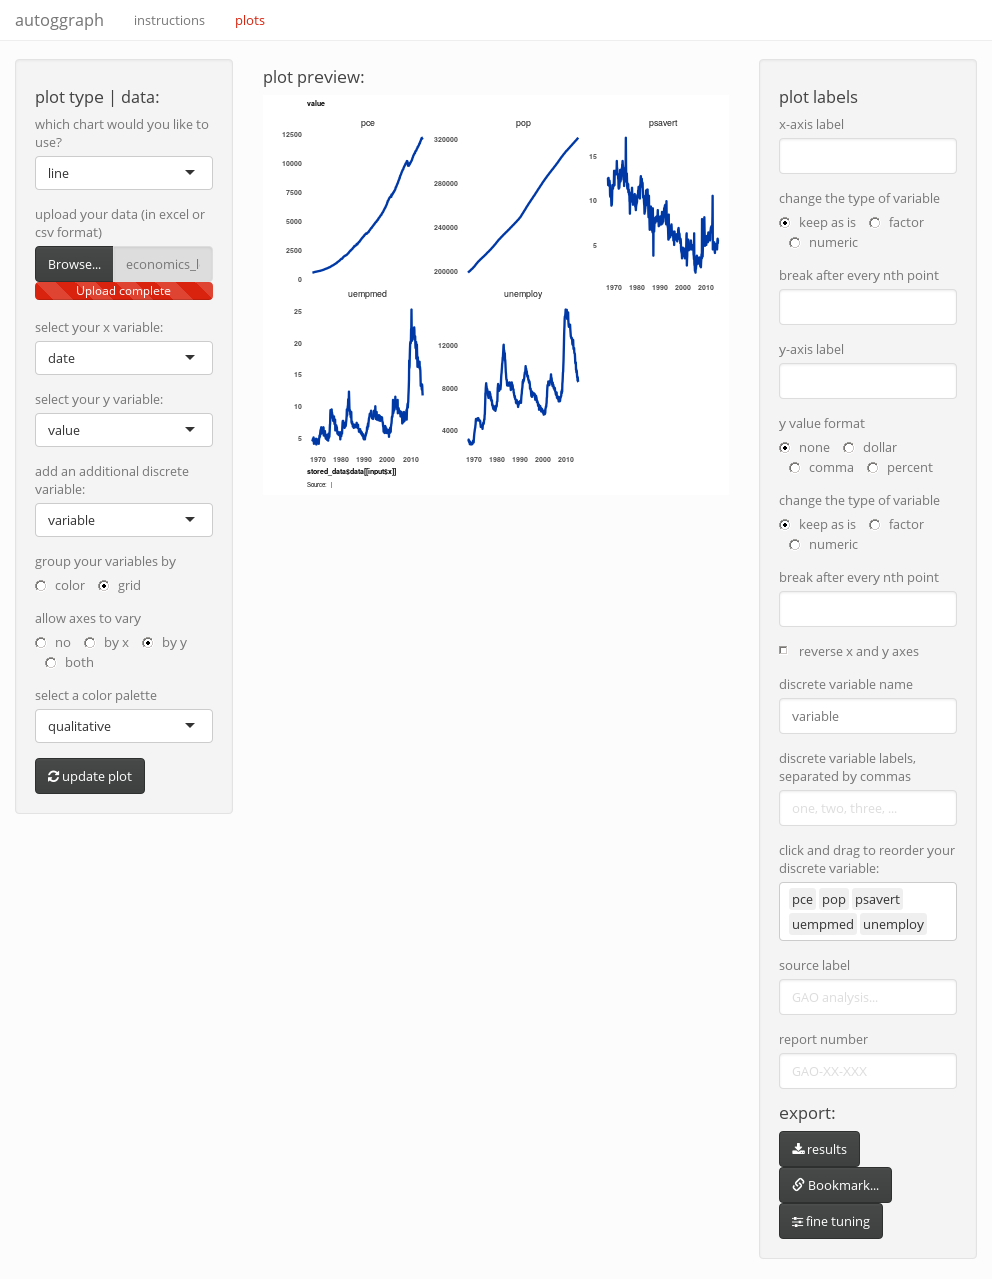 autoggraph instructions plots
plot type | data:
which chart would you like to
use?
line
upload your data (in excel or
csv format)
Browse... economics_l
Upload complete
select your x variable:
date
select your y variable:
value
add an additional discrete
variable:
variable
group your variables by
color grid
allow axes to vary
no by x by y
both
select a color palette
qualitative
update plot
plot preview:
value
pce pop psavert
12500
10000
7500
5000
2500
0
320000
280000
240000
200000
15
10
5
1970 1980 1990 2000 2010
uempmed unemploy
25
20
15
10
5
12000
8000
4000
1970 1980 1990 2000 2010
1970 1980 1990 2000 2010
stored_data$data[[input$x]]
Source: |
plot labels
x-axis label
change the type of variable
keep as is factor
numeric
break after every nth point
y-axis label
y value format
none dollar
comma percent
change the type of variable
keep as is factor
numeric
break after every nth point
reverse x and y axes
discrete variable name
variable
discrete variable labels,
separated by commas
one, two, three, ...
click and drag to reorder your
discrete variable:
pce pop psavert
uempmed unemploy
source label
GAO analysis...
report number
GAO-XX-XXX
export:
results
Bookmark...
fine tuning